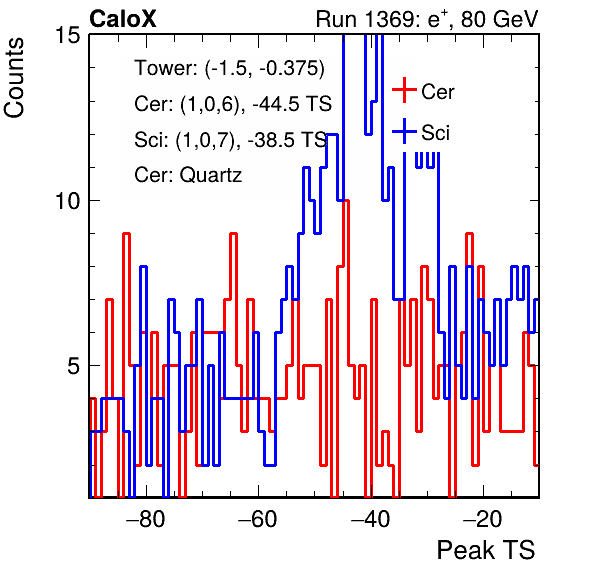 CaloX Run 1369: e+, 80 GeV
Counts
15
10
5
Tower: (-1.5, -0.375)
Cer: (1,0,6), -44.5 TS
Sci: (1,0,7), -38.5 TS
Cer: Quartz
Cer
Sci
−80 −60 −40 −20
Peak TS